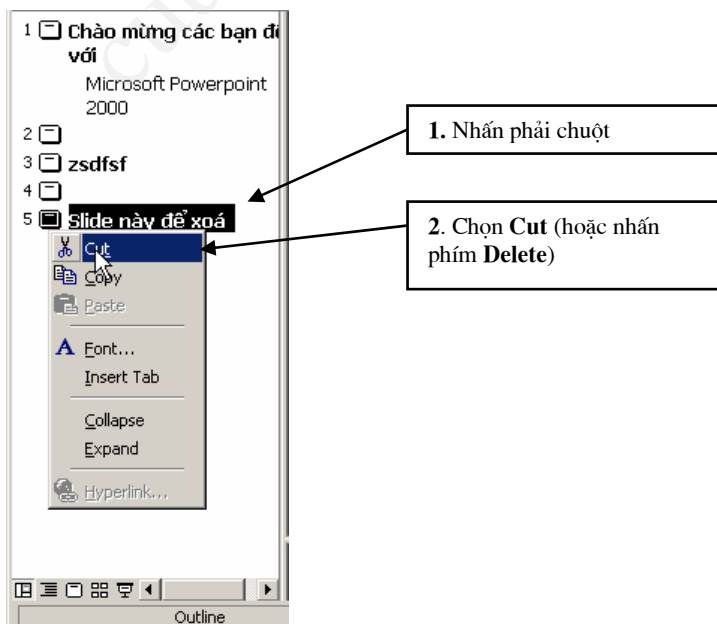 1 Chào mừng các bạn đế
với
Microsoft Powerpoint
2000
2
3 zsdfsf
4
5 Slide này để xoá
Cut
Copy
Paste
Font...
Insert Tab
Collapse
Expand
Hyperlink...
Outline
1. Nhấn phải chuột
2. Chọn Cut (hoặc nhấn
phím Delete)